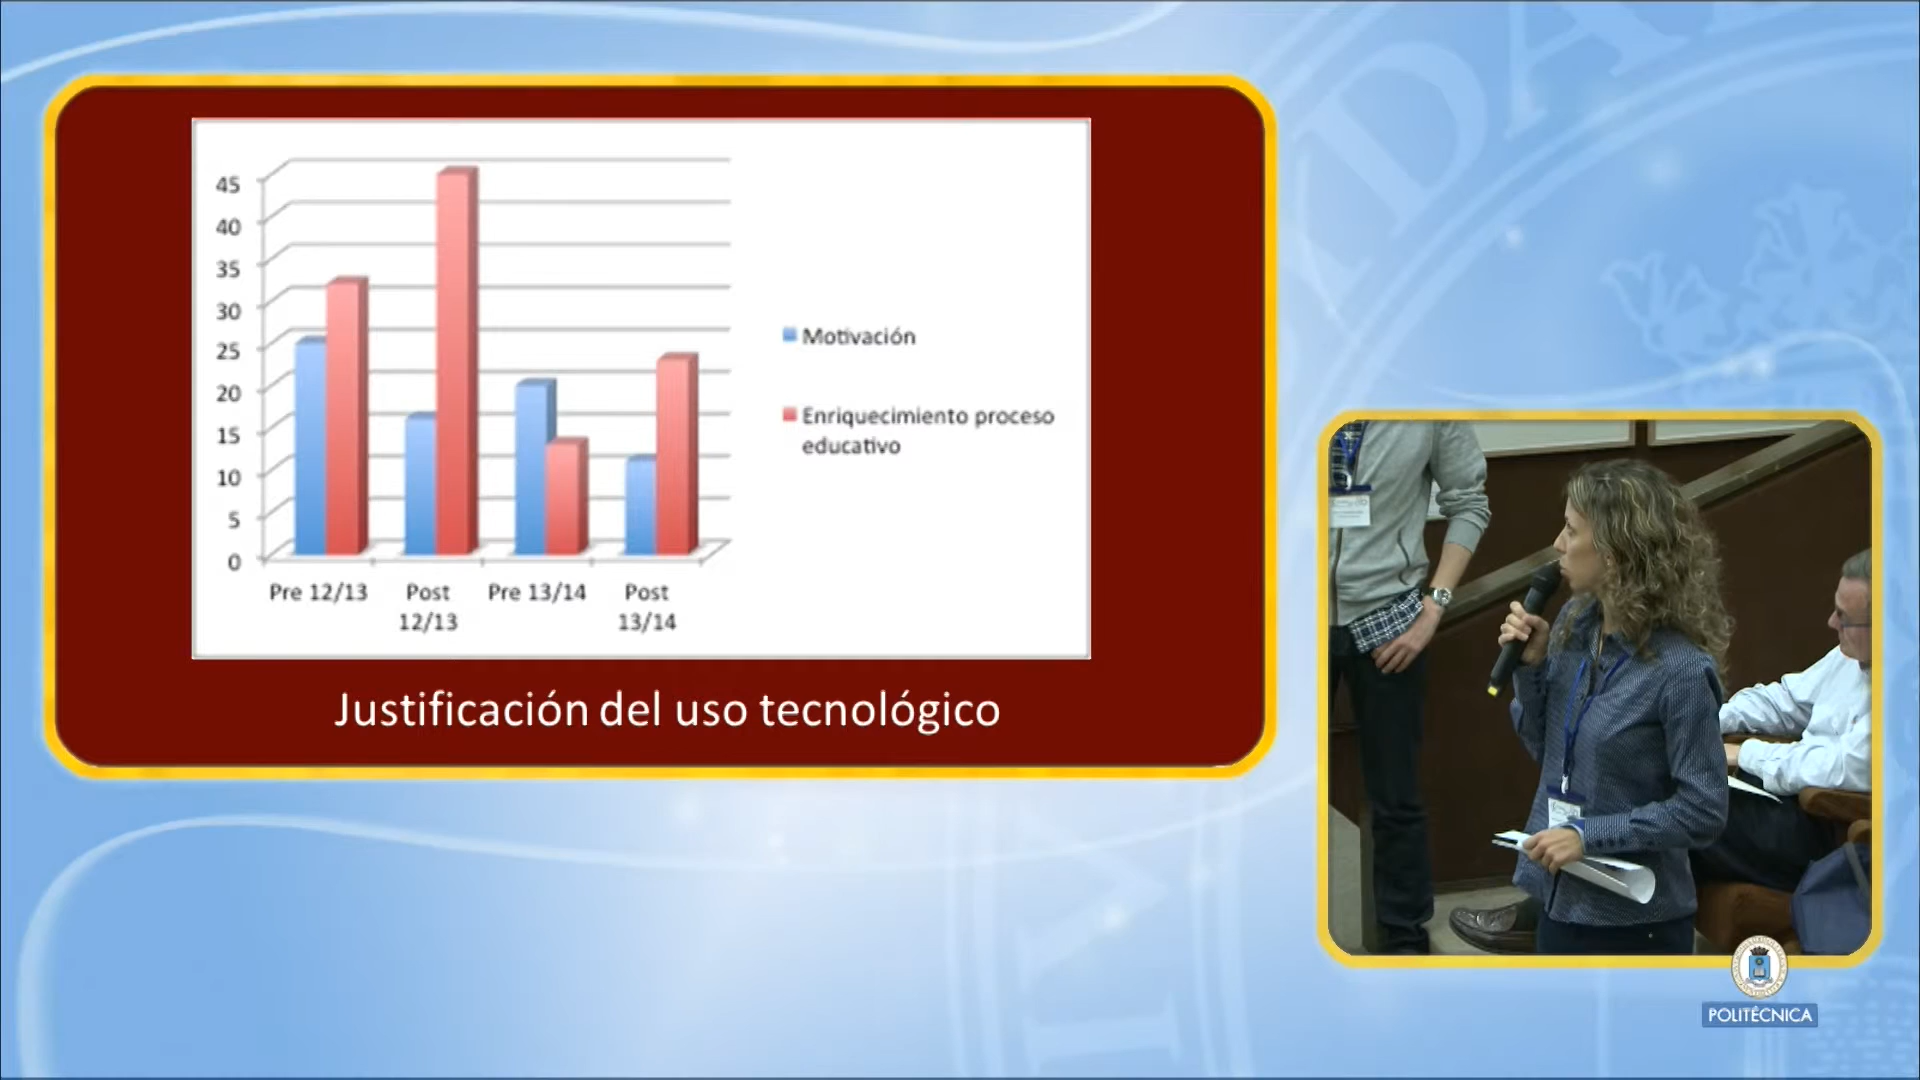 45
40
35
30
25
20
15
10
5
0
Pre 12/13
Post
12/13
Pre 13/14
Post
13/14
Motivación
Enriquecimiento proceso
educativo
Justificación del uso tecnológico
POLITÉCNICA